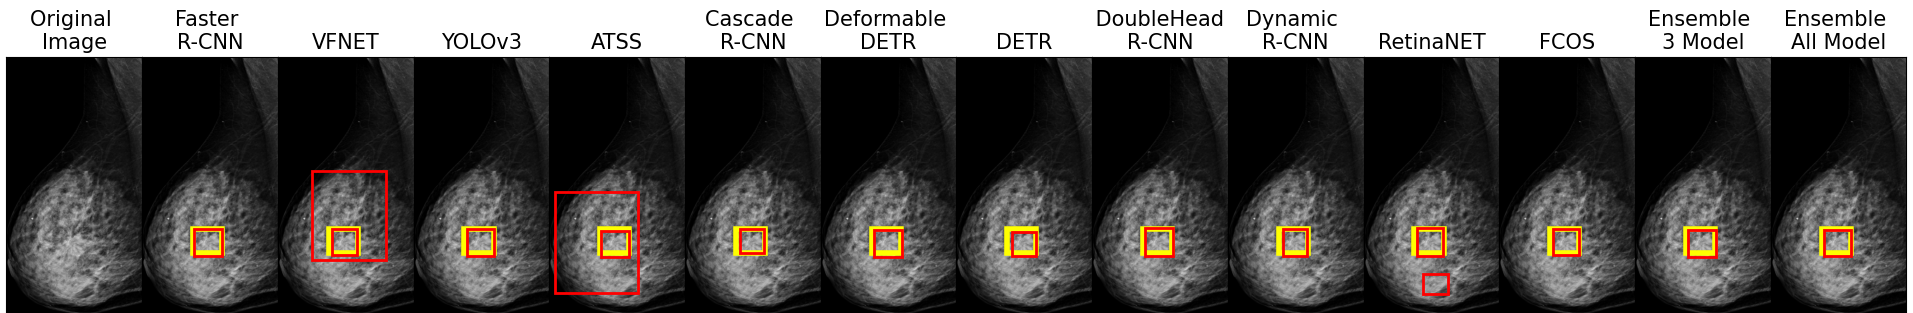 Original
Image
Faster
R-CNN
VFNET
YOLOv3
ATSS
Cascade
R-CNN
Deformable
DETR
DETR
DoubleHead
R-CNN
Dynamic
R-CNN
RetinaNET
FCOS
Ensemble
3 Model
Ensemble
All Model